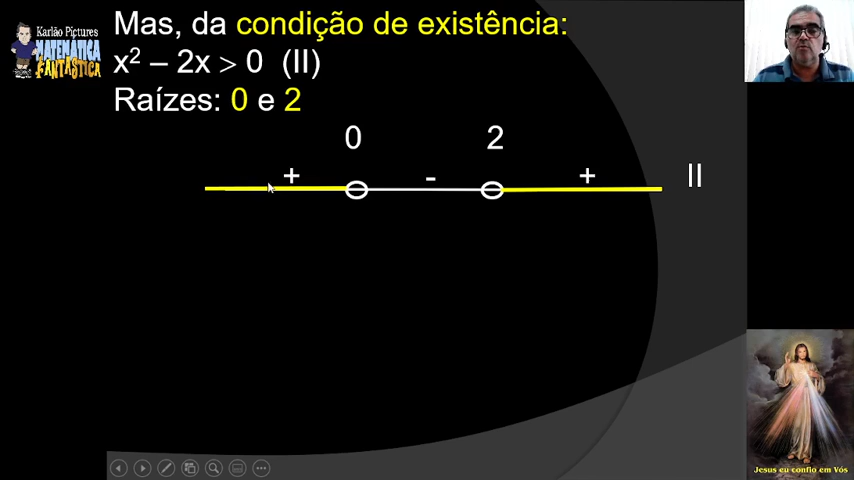 Karlão Pictures
MATEMÁTICA
FANTÁSTICA
Mas, da condição de existência:
x² – 2x > 0 (II)
Raízes: 0 e 2
0 2
+ - + II
Jesus eu confio em Vós